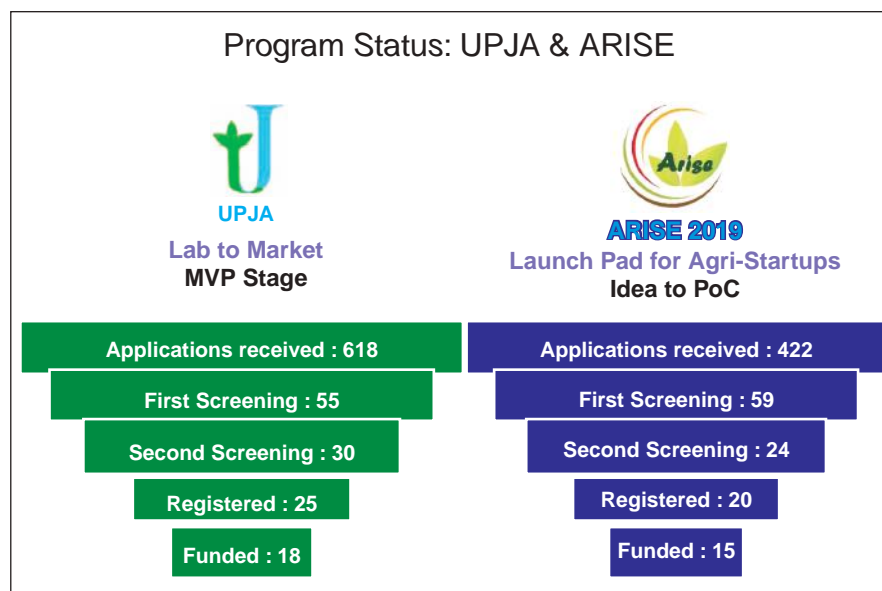 Program Status: UPJA & ARISE
UPJA
Lab to Market
MVP Stage
Applications received : 618
First Screening : 55
Second Screening : 30
Registered : 25
Funded : 18
Arise
ARISE 2019
Launch Pad for Agri-Startups
Idea to PoC
Applications received : 422
First Screening : 59
Second Screening : 24
Registered : 20
Funded : 15